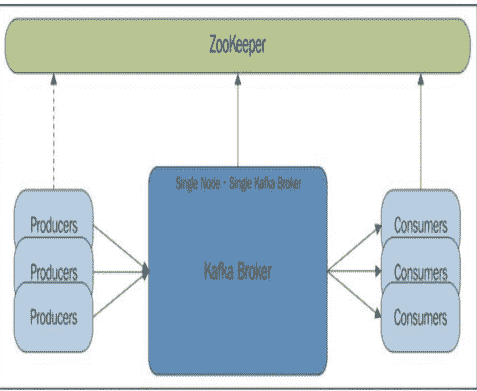 ZooKeeper
Single Node - Single Kafka Broker
Kafka Broker
Producers
Producers
Producers
Consumers
Consumers
Consumers